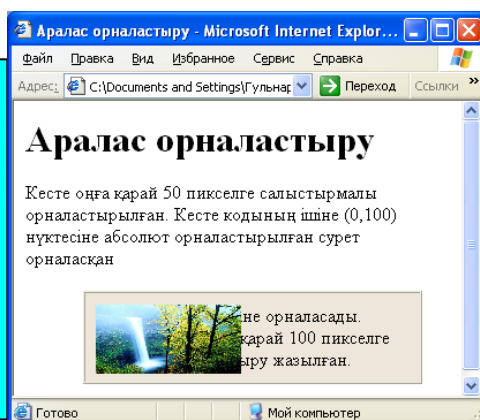 Аралас орналастыру - Microsoft Internet Explor...
Файл Правка Вид Избранное Сервис Справка
Адрес: C:\Documents and Settings\Гульнар Переход Ссылки »
Аралас орналастыру
Кесте оңға қарай 50 пикселге салыстырмалы
орналастырылған. Кесте кодының ішіне (0,100)
нүктесіне абсолют орналастырылған сурет
орналасқан
не орналасады.
қарай 100 пикселге
жазылған.
Готово Мой компьютер